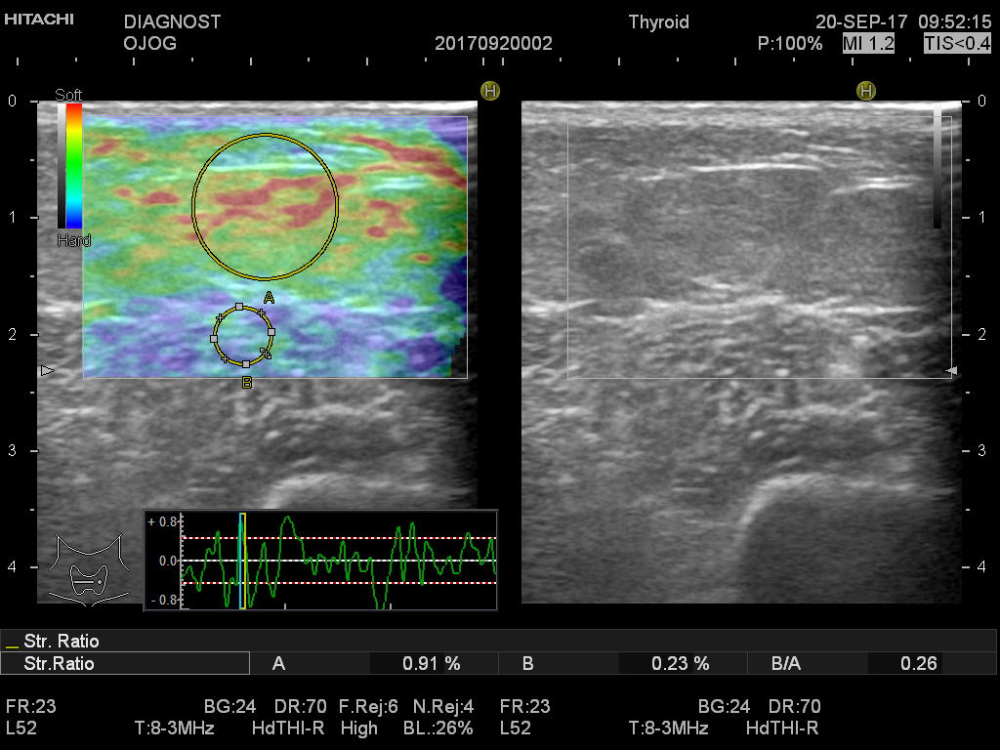 HITACHI DIAGNOST Thyroid 20-SEP-17 09:52:15
OJOG 20170920002 P:100% MI 1.2 TIS<0.4
H H
Soft
0 0
1 1
Hard
A
2 2
B
3 3
+ 0.8
0.0
4 4
- 0.8
_ Str. Ratio
Str.Ratio A 0.91 % B 0.23 % B/A 0.26
FR:23 BG:24 DR:70 F.Rej:6 N.Rej:4 FR:23 BG:24 DR:70
L52 T:8-3MHz HdTHI-R High BL.:26% L52 T:8-3MHz HdTHI-R